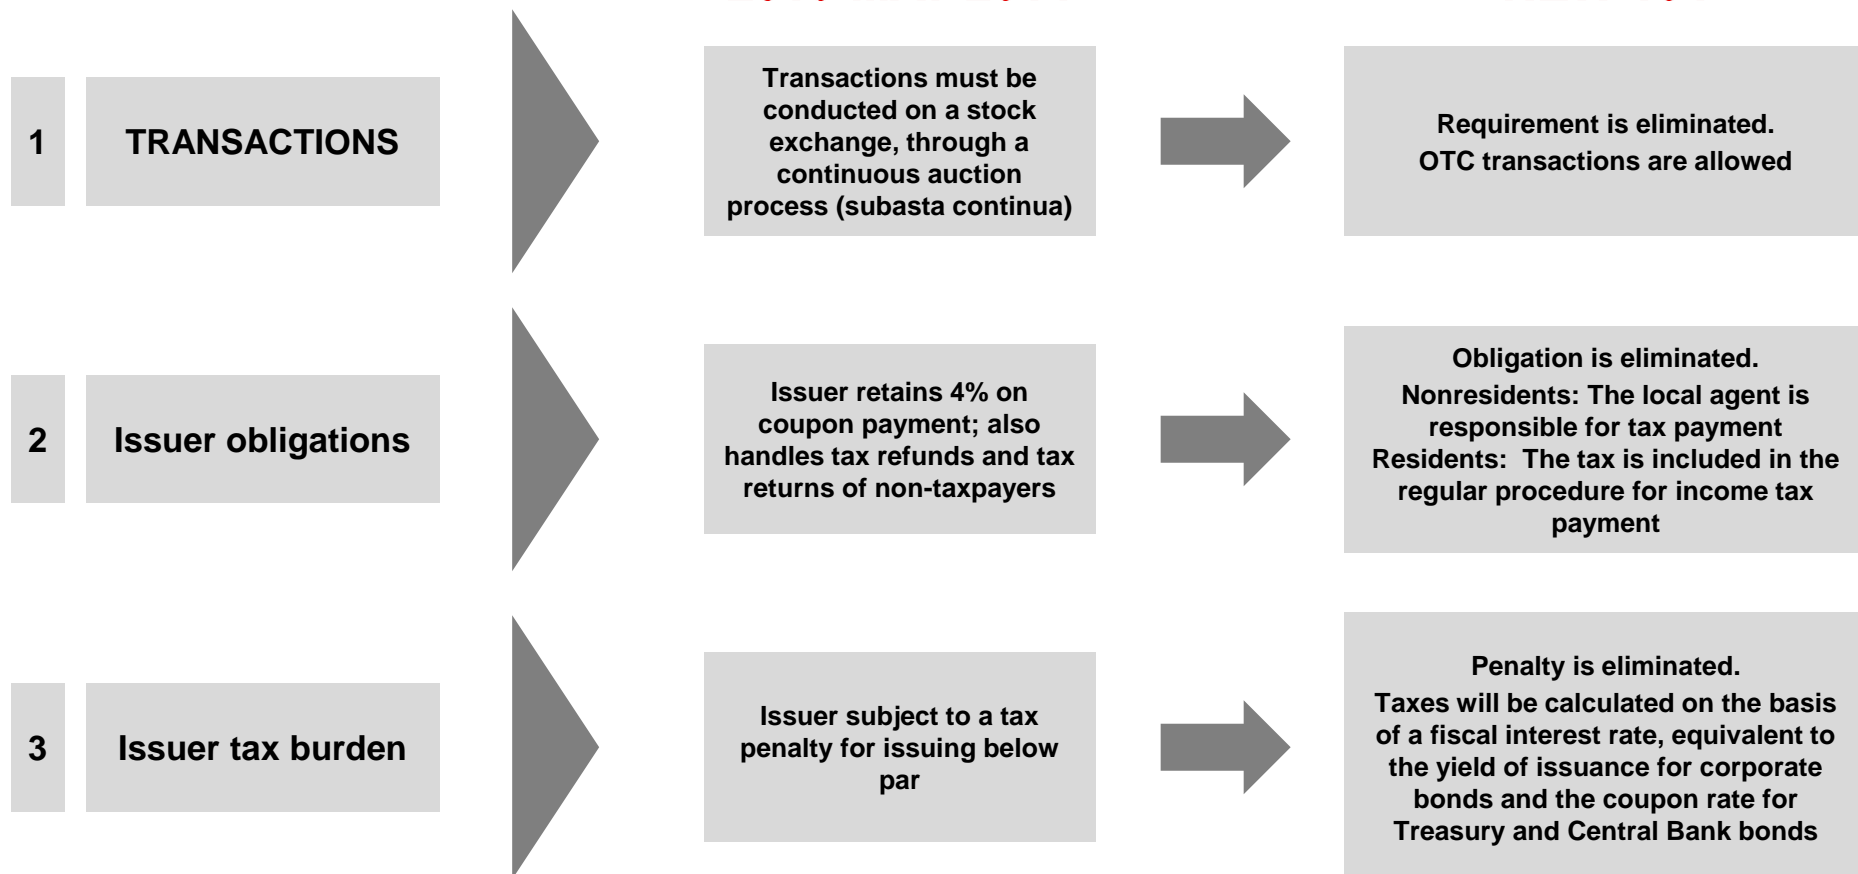 1
TRANSACTIONS
Transactions must be
conducted on a stock
exchange, through a
continuous auction
process (subasta continua)
Requirement is eliminated.
OTC transactions are allowed
2
Issuer obligations
Issuer retains 4% on
coupon payment; also
handles tax refunds and tax
returns of non-taxpayers
Obligation is eliminated.
Nonresidents: The local agent is
responsible for tax payment
Residents:  The tax is included in the
regular procedure for income tax
payment
3
Issuer tax burden
Issuer subject to a tax
penalty for issuing below
par
Penalty is eliminated.
Taxes will be calculated on the basis
of a fiscal interest rate, equivalent to
the yield of issuance for corporate
bonds and the coupon rate for
Treasury and Central Bank bonds